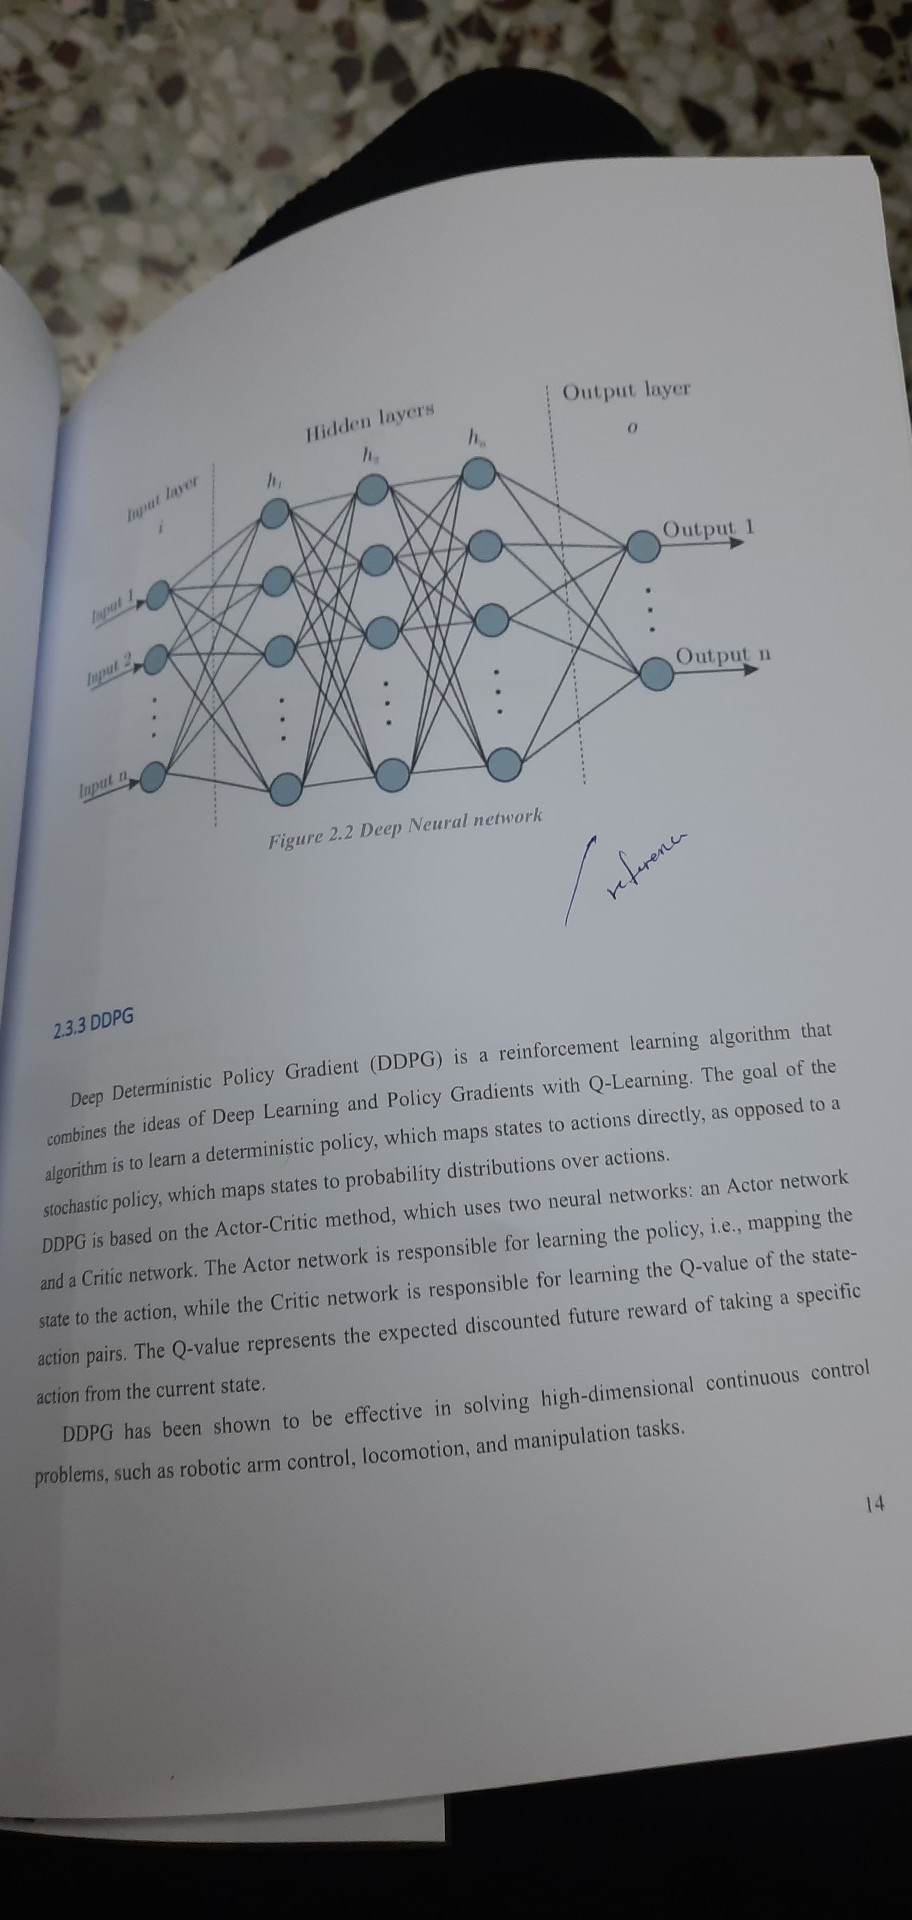 Input layer
i
Hidden layers
h₁
h₂
hₙ
Output layer
o
Input 1
Input 2
Input n
Output 1
Output n
Figure 2.2 Deep Neural network
reference
2.3.3 DDPG
Deep Deterministic Policy Gradient (DDPG) is a reinforcement learning algorithm that
combines the ideas of Deep Learning and Policy Gradients with Q-Learning. The goal of the
algorithm is to learn a deterministic policy, which maps states to actions directly, as opposed to a
stochastic policy, which maps states to probability distributions over actions.
DDPG is based on the Actor-Critic method, which uses two neural networks: an Actor network
and a Critic network. The Actor network is responsible for learning the policy, i.e., mapping the
state to the action, while the Critic network is responsible for learning the Q-value of the state-
action pairs. The Q-value represents the expected discounted future reward of taking a specific
action from the current state.
DDPG has been shown to be effective in solving high-dimensional continuous control
problems, such as robotic arm control, locomotion, and manipulation tasks.
14